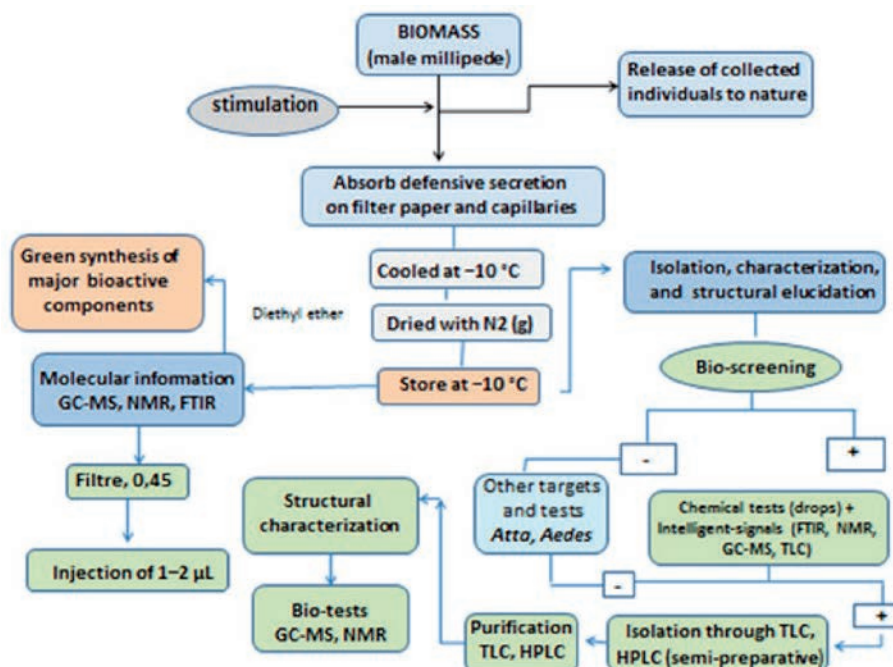 BIOMASS
(male millipede)
Release of collected
individuals to nature
stimulation
Absorb defensive secretion
on filter paper and capillaries
Green synthesis of
major bioactive
components
Cooled at −10 °C
Isolation, characterization,
and structural elucidation
Diethyl ether
Dried with N2 (g)
Bio-screening
Molecular information
GC-MS, NMR, FTIR
Store at −10 °C
-
+
Filtre, 0,45
Structural
characterization
Other targets
and tests
Atta, Aedes
Chemical tests (drops) +
Intelligent-signals (FTIR, NMR,
GC-MS, TLC)
Injection of 1–2 µL
-
+
Bio-tests
GC-MS, NMR
Purification
TLC, HPLC
Isolation through TLC,
HPLC (semi-preparative)